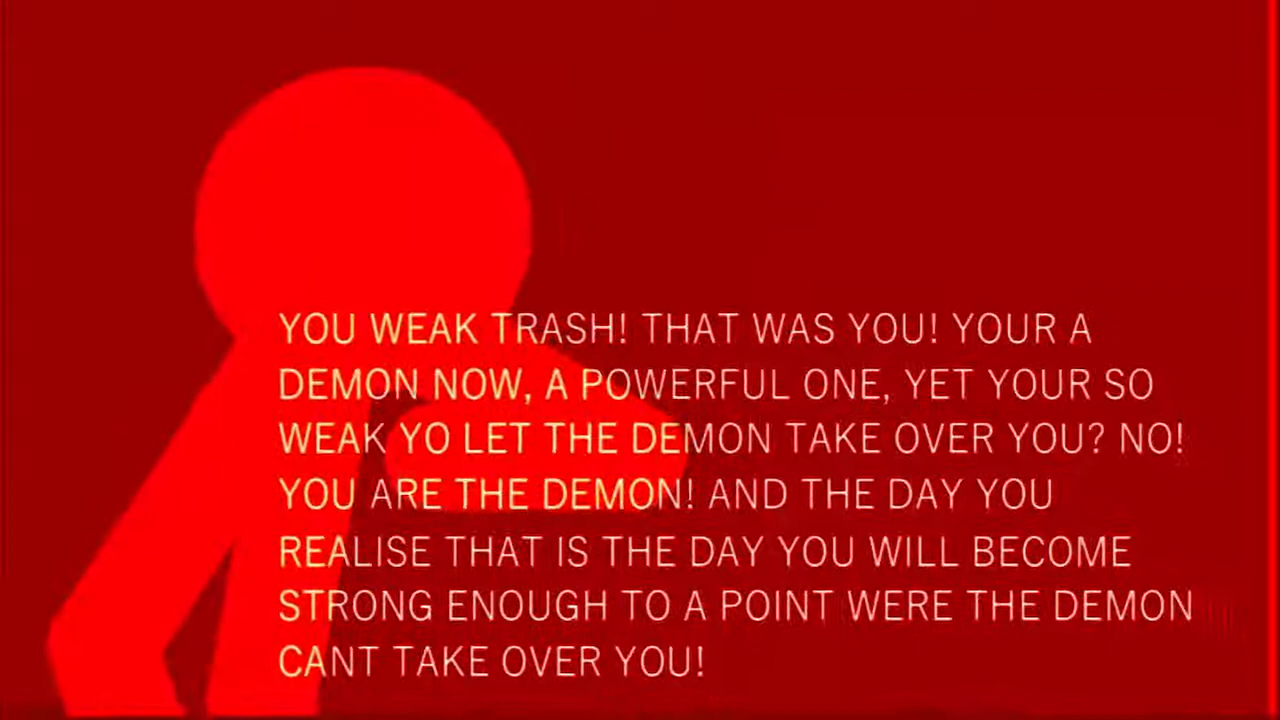 YOU WEAK TRASH! THAT WAS YOU! YOUR A
DEMON NOW, A POWERFUL ONE, YET YOUR SO
WEAK YO LET THE DEMON TAKE OVER YOU? NO!
YOU ARE THE DEMON! AND THE DAY YOU
REALISE THAT IS THE DAY YOU WILL BECOME
STRONG ENOUGH TO A POINT WERE THE DEMON
CANT TAKE OVER YOU!